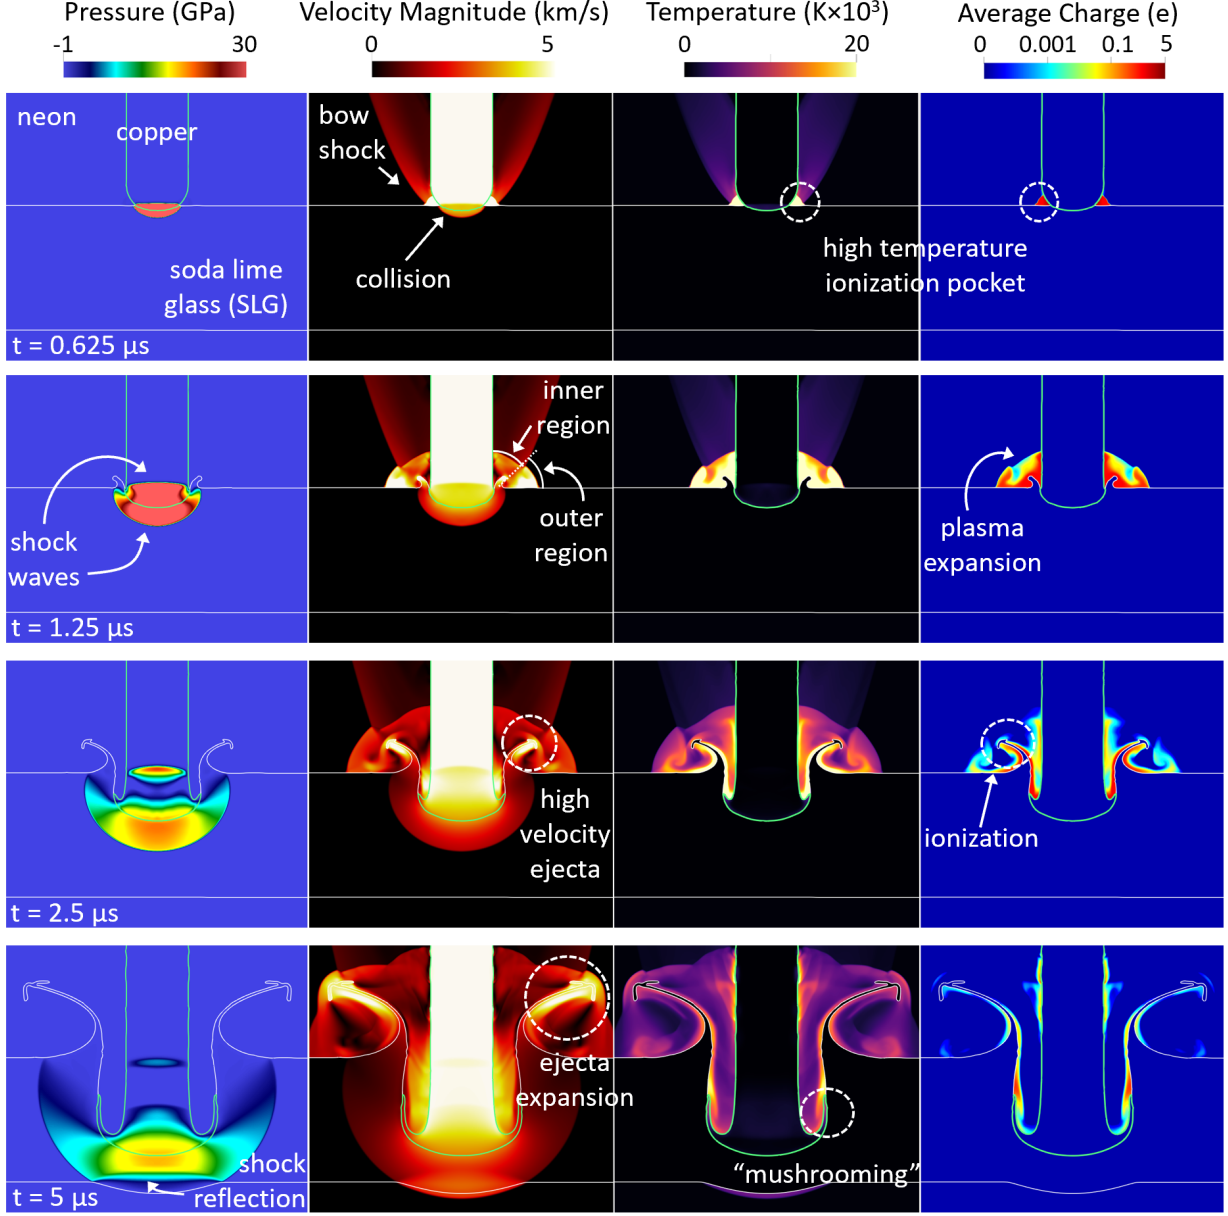 Pressure (GPa)
-1 30
Velocity Magnitude (km/s)
0 5
Temperature (K×10³)
0 20
Average Charge (e)
0 0.001 0.1 5
neon
copper
soda lime
glass (SLG)
t = 0.625 µs
bow
shock
collision
high temperature
ionization pocket
shock
waves
t = 1.25 µs
inner
region
outer
region
plasma
expansion
t = 2.5 µs
high
velocity
ejecta
ionization
shock
reflection
t = 5 µs
ejecta
expansion
“mushrooming”